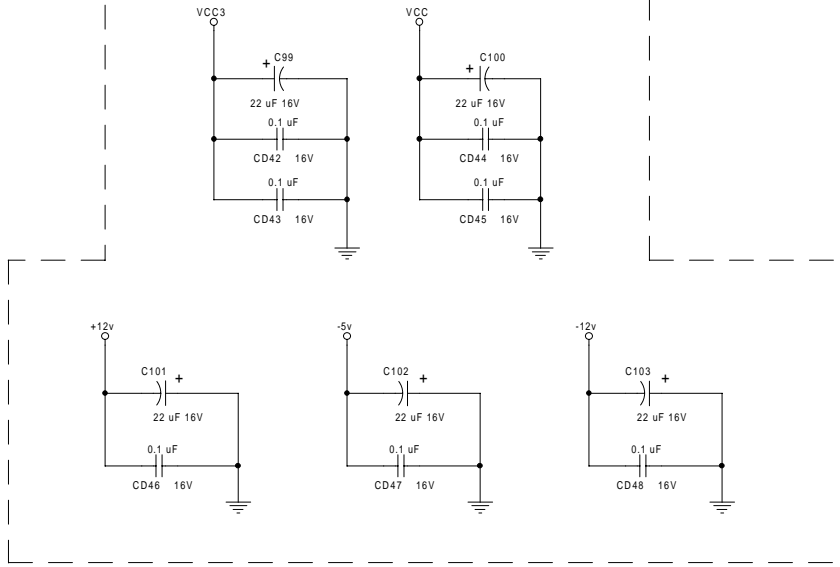 VCC3
VCC
+ C99
22 uF 16V
0.1 uF
CD42 16V
0.1 uF
CD43 16V
+ C100
22 uF 16V
0.1 uF
CD44 16V
0.1 uF
CD45 16V
+12v
C101 +
22 uF 16V
0.1 uF
CD46 16V
-5v
C102 +
22 uF 16V
0.1 uF
CD47 16V
-12v
C103 +
22 uF 16V
0.1 uF
CD48 16V